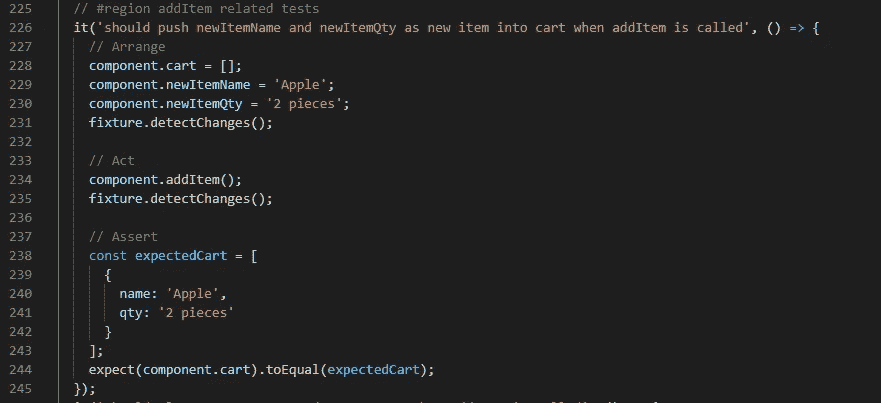 225 // #region addItem related tests
226 it('should push newItemName and newItemQty as new item into cart when addItem is called', () => {
227 // Arrange
228 component.cart = [];
229 component.newItemName = 'Apple';
230 component.newItemQty = '2 pieces';
231 fixture.detectChanges();
232
233 // Act
234 component.addItem();
235 fixture.detectChanges();
236
237 // Assert
238 const expectedCart = [
239 {
240 name: 'Apple',
241 qty: '2 pieces'
242 }
243 ];
244 expect(component.cart).toEqual(expectedCart);
245 });